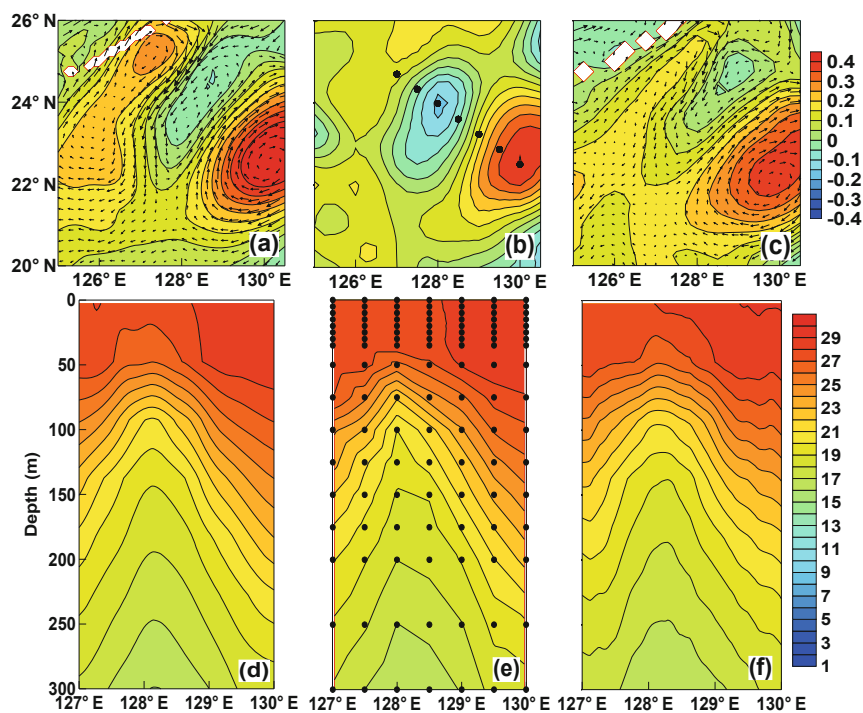 26° N
24° N
22° N
20° N
126° E 128° E 130° E
(a)
126° E 128° E 130° E
(b)
126° E 128° E 130° E
(c)
0.4
0.3
0.2
0.1
0
-0.1
-0.2
-0.3
-0.4
Depth (m)
0
50
100
150
200
250
300
127° E 128° E 129° E 130° E
(d)
127° E 128° E 129° E 130° E
(e)
127° E 128° E 129° E 130° E
(f)
29
27
25
23
21
19
17
15
13
11
9
7
5
4
3
2
1